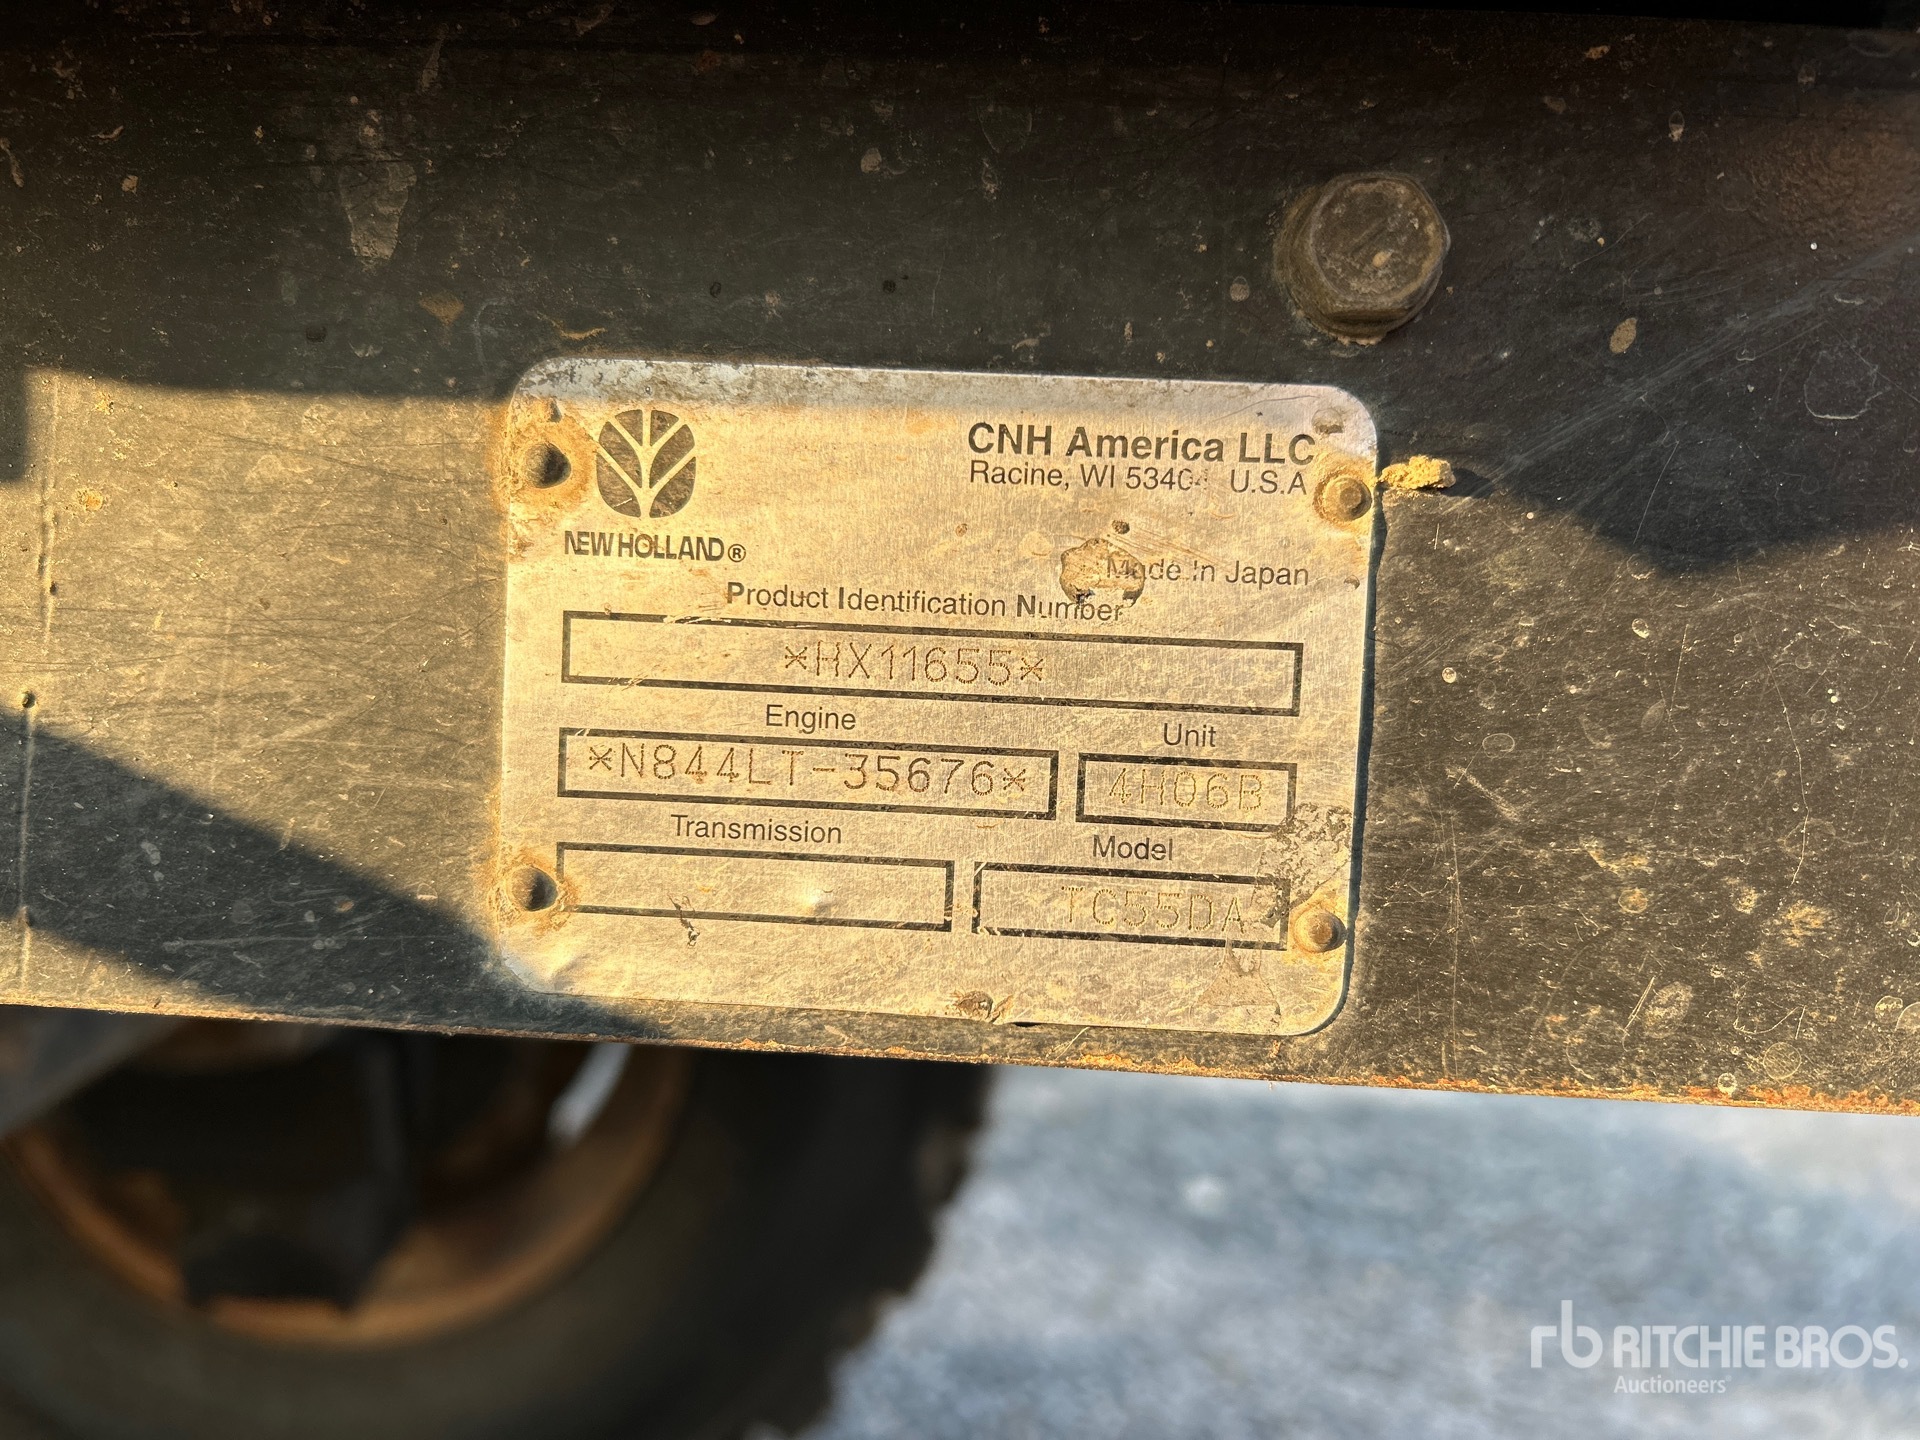 CNH America LLC
Racine, WI 53404 U.S.A
NEW HOLLAND®
Made In Japan
Product Identification Number
*HX11655*
Engine Unit
*N844LT-35676* 4H06B
Transmission Model
TC55DA
rb RITCHIE BROS.
Auctioneers